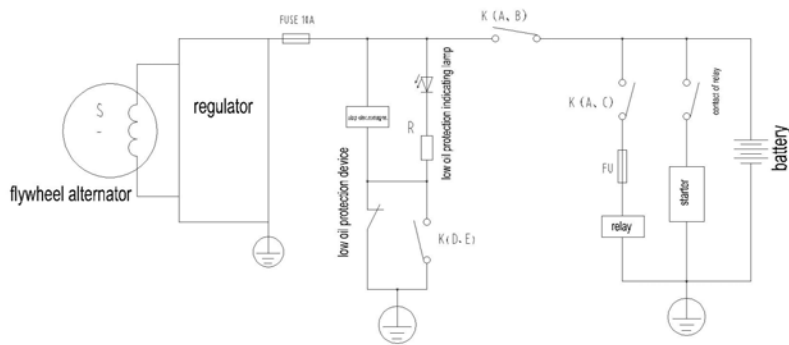 FUSE 10A
K(A、B)
S
-
regulator
flywheel alternator
low oil protection indicating lamp
R
low oil protection device
K(D、E)
K(A、C)
contact of relay
FU
relay
startor
battery